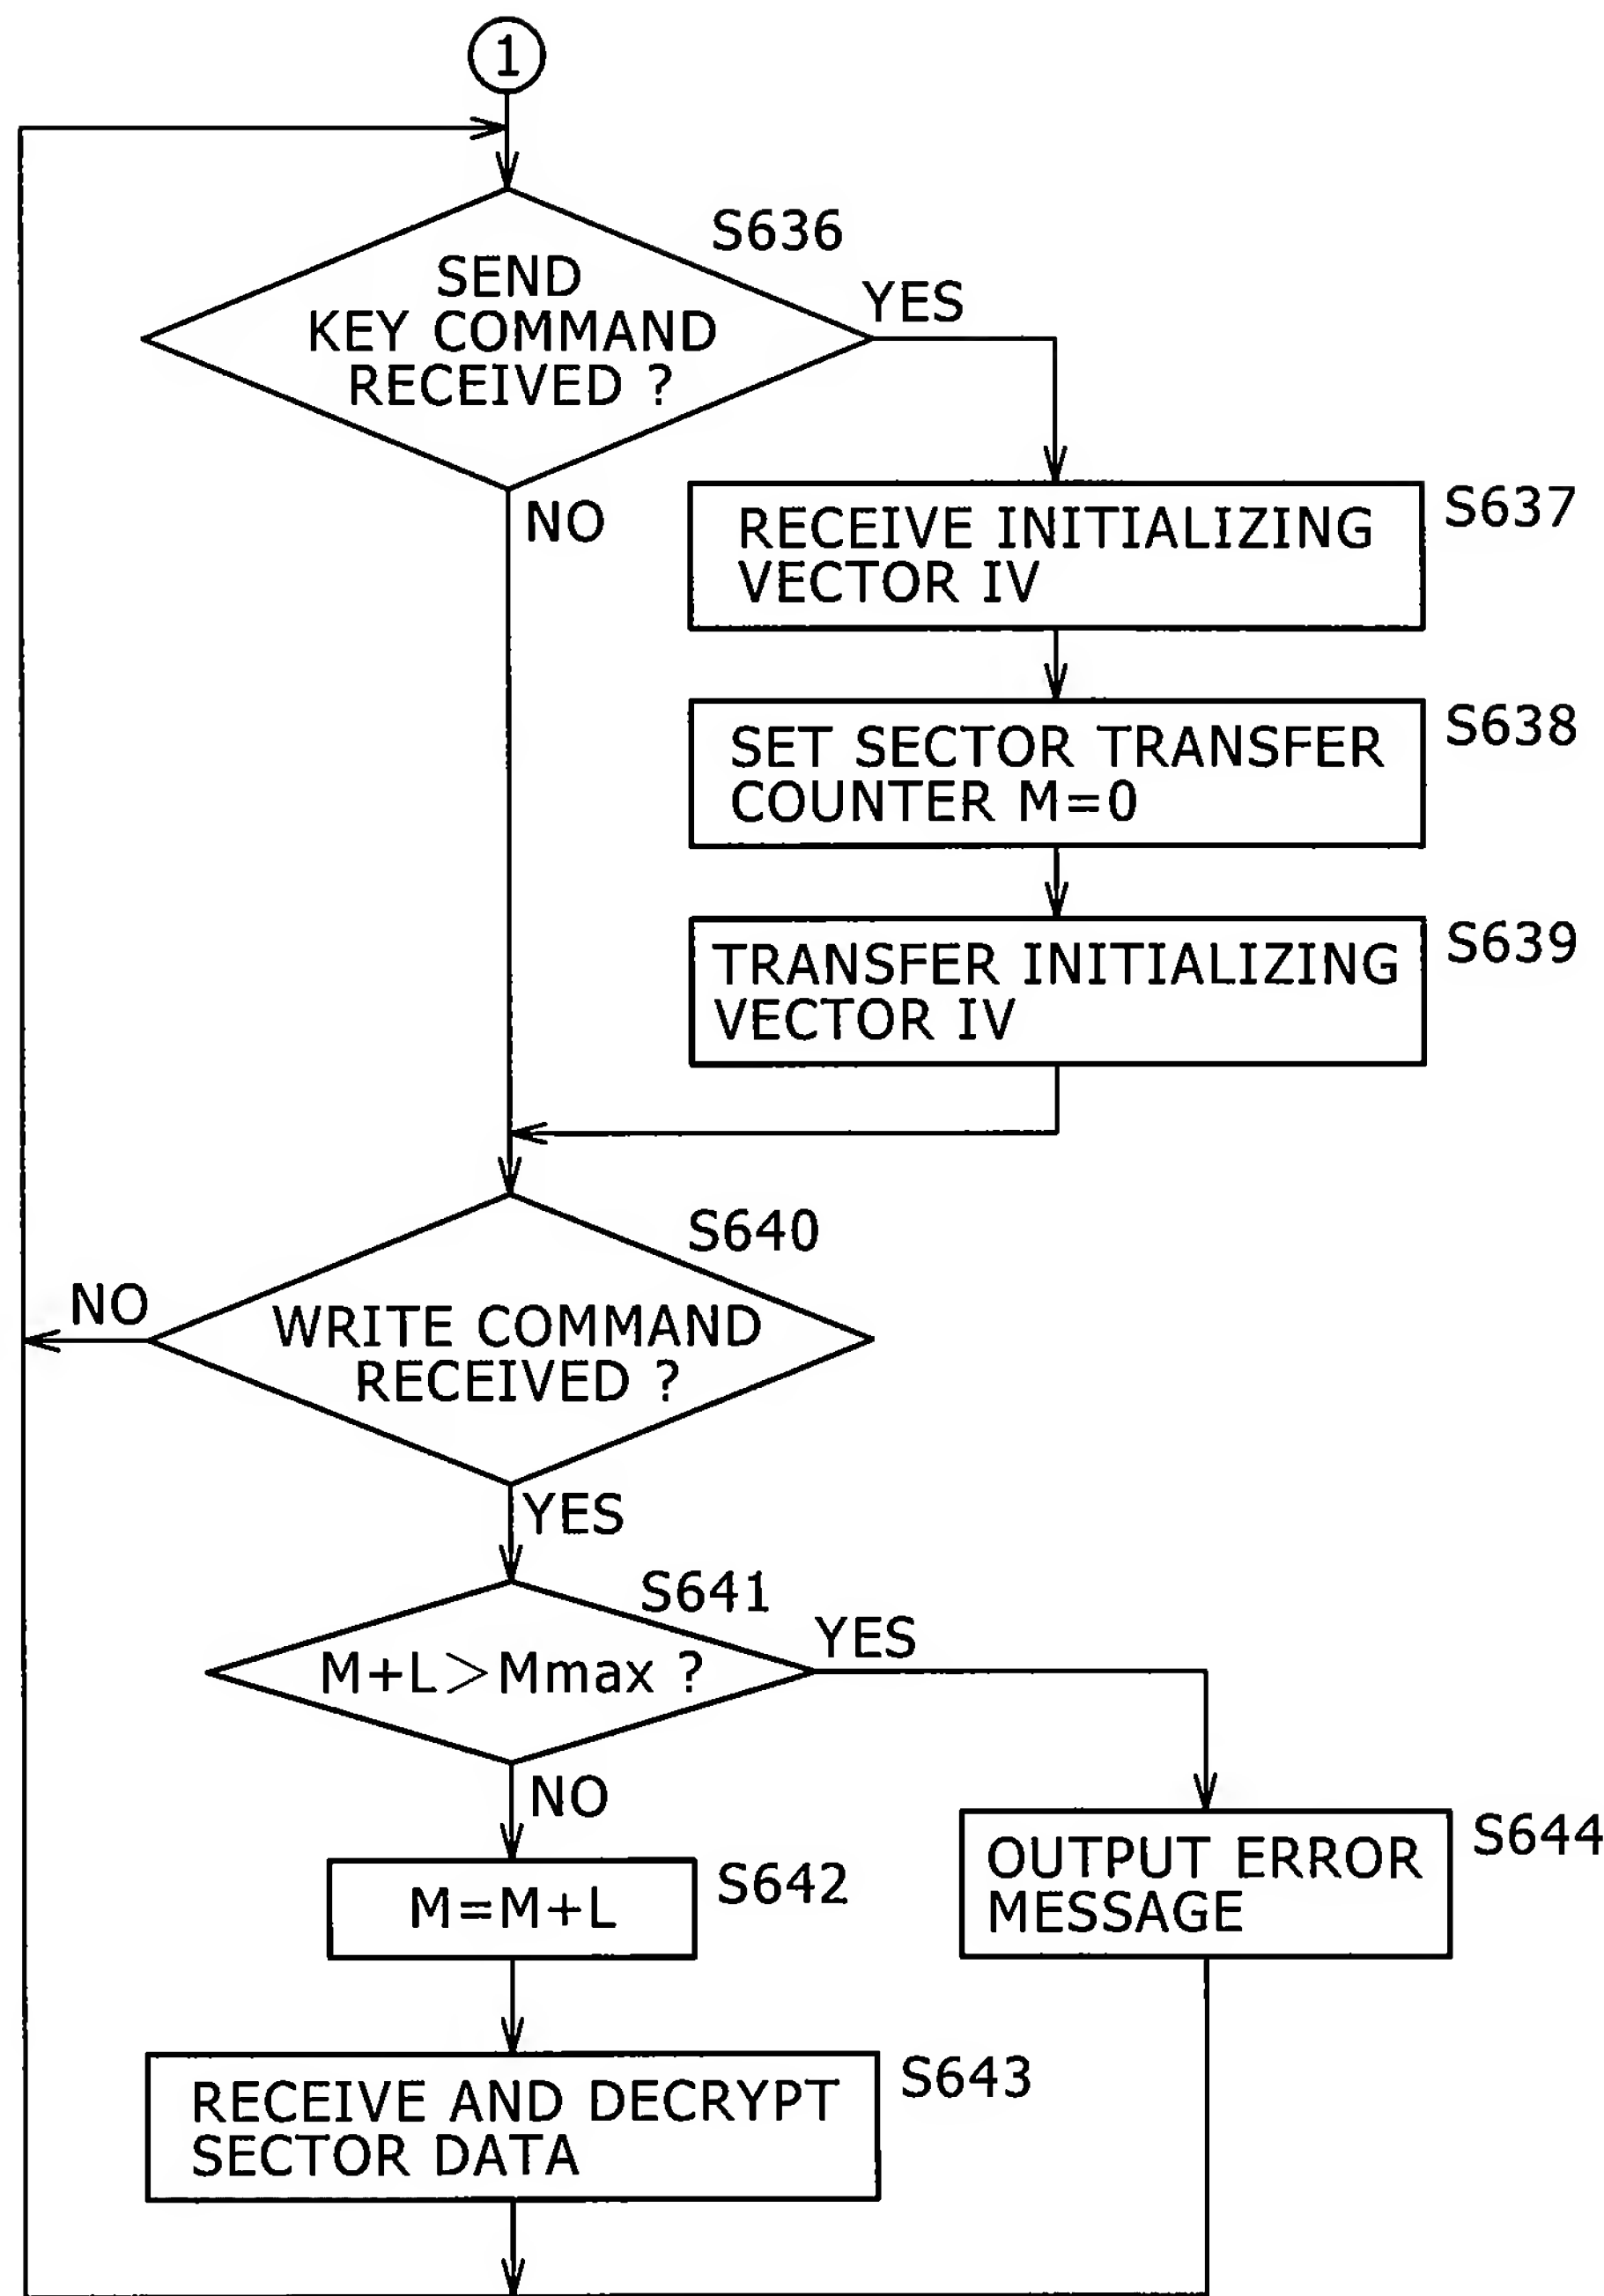 1
S636
SEND
KEY COMMAND
RECEIVED ?
YES
NO
S637
RECEIVE INITIALIZING
VECTOR IV
S638
SET SECTOR TRANSFER
COUNTER M=0
S639
TRANSFER INITIALIZING
VECTOR IV
S640
NO
WRITE COMMAND
RECEIVED ?
YES
S641
M+L>Mmax ?
YES
NO
S642
M=M+L
S644
OUTPUT ERROR
MESSAGE
S643
RECEIVE AND DECRYPT
SECTOR DATA